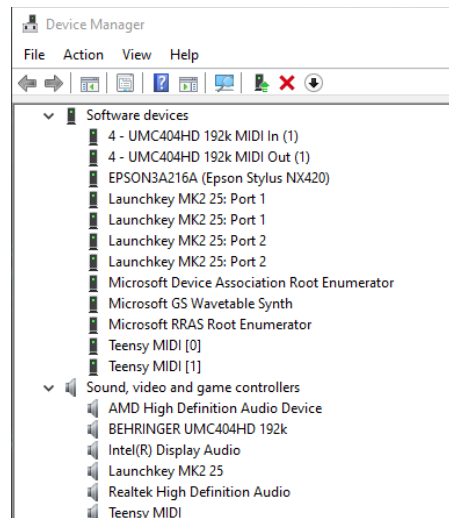 Device Manager
File Action View Help
Software devices
4 - UMC404HD 192k MIDI In (1)
4 - UMC404HD 192k MIDI Out (1)
EPSON3A216A (Epson Stylus NX420)
Launchkey MK2 25: Port 1
Launchkey MK2 25: Port 1
Launchkey MK2 25: Port 2
Launchkey MK2 25: Port 2
Microsoft Device Association Root Enumerator
Microsoft GS Wavetable Synth
Microsoft RRAS Root Enumerator
Teensy MIDI [0]
Teensy MIDI [1]
Sound, video and game controllers
AMD High Definition Audio Device
BEHRINGER UMC404HD 192k
Intel(R) Display Audio
Launchkey MK2 25
Realtek High Definition Audio
Teensy MIDI